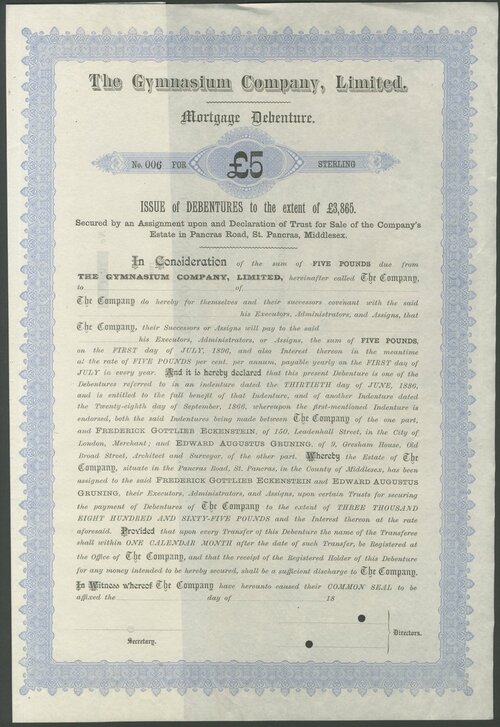 The Gymnasium Company, Limited.
Mortgage Debenture.
No. 006 FOR £5 STERLING
ISSUE of DEBENTURES to the extent of £3,865.
Secured by an Assignment upon and Declaration of Trust for Sale of the Company's
Estate in Pancras Road, St. Pancras, Middlesex.
In Consideration of the sum of FIVE POUNDS due from
THE GYMNASIUM COMPANY, LIMITED, hereinafter called The Company,
to of
The Company do hereby for themselves and their successors covenant with the said
his Executors, Administrators, and Assigns, that
The Company, their Successors or Assigns will pay to the said
his Executors, Administrators, or Assigns, the sum of FIVE POUNDS,
on the FIRST day of JULY, 1896, and also Interest thereon in the meantime
at the rate of FIVE POUNDS per cent. per annum, payable yearly on the FIRST day of
JULY in every year. And it is hereby declared that this present Debenture is one of the
Debentures referred to in an Indenture dated the THIRTIETH day of JUNE, 1886,
and is entitled to the full benefit of that Indenture, and of another Indenture dated
the Twenty-eighth day of September, 1866, whereupon the first-mentioned Indenture is
endorsed, both the said Indentures being made between The Company of the one part,
and FREDERICK GOTTLIEB ECKENSTEIN, of 150, Leadenhall Street, in the City of
London, Merchant; and EDWARD AUGUSTUS GRUNING, of 9, Gresham House, Old
Broad Street, Architect and Surveyor, of the other part. Whereby the Estate of The
Company, situate in the Pancras Road, St. Pancras, in the County of Middlesex, has been
assigned to the said FREDERICK GOTTLIEB ECKENSTEIN and EDWARD AUGUSTUS
GRUNING, their Executors, Administrators, and Assigns, upon certain Trusts for securing
the payment of Debentures of The Company to the extent of THREE THOUSAND
EIGHT HUNDRED AND SIXTY-FIVE POUNDS and the Interest thereon at the rate
aforesaid. Provided that upon every Transfer of this Debenture the name of the Transferee
shall within ONE CALENDAR MONTH after the date of such Transfer, be Registered at
the Office of The Company, and that the receipt of the Registered Holder of this Debenture
for any money intended to be hereby secured, shall be a sufficient discharge to The Company.
In Witness whereof The Company have hereunto caused their COMMON SEAL to be
affixed the day of 18
Directors.
Secretary.